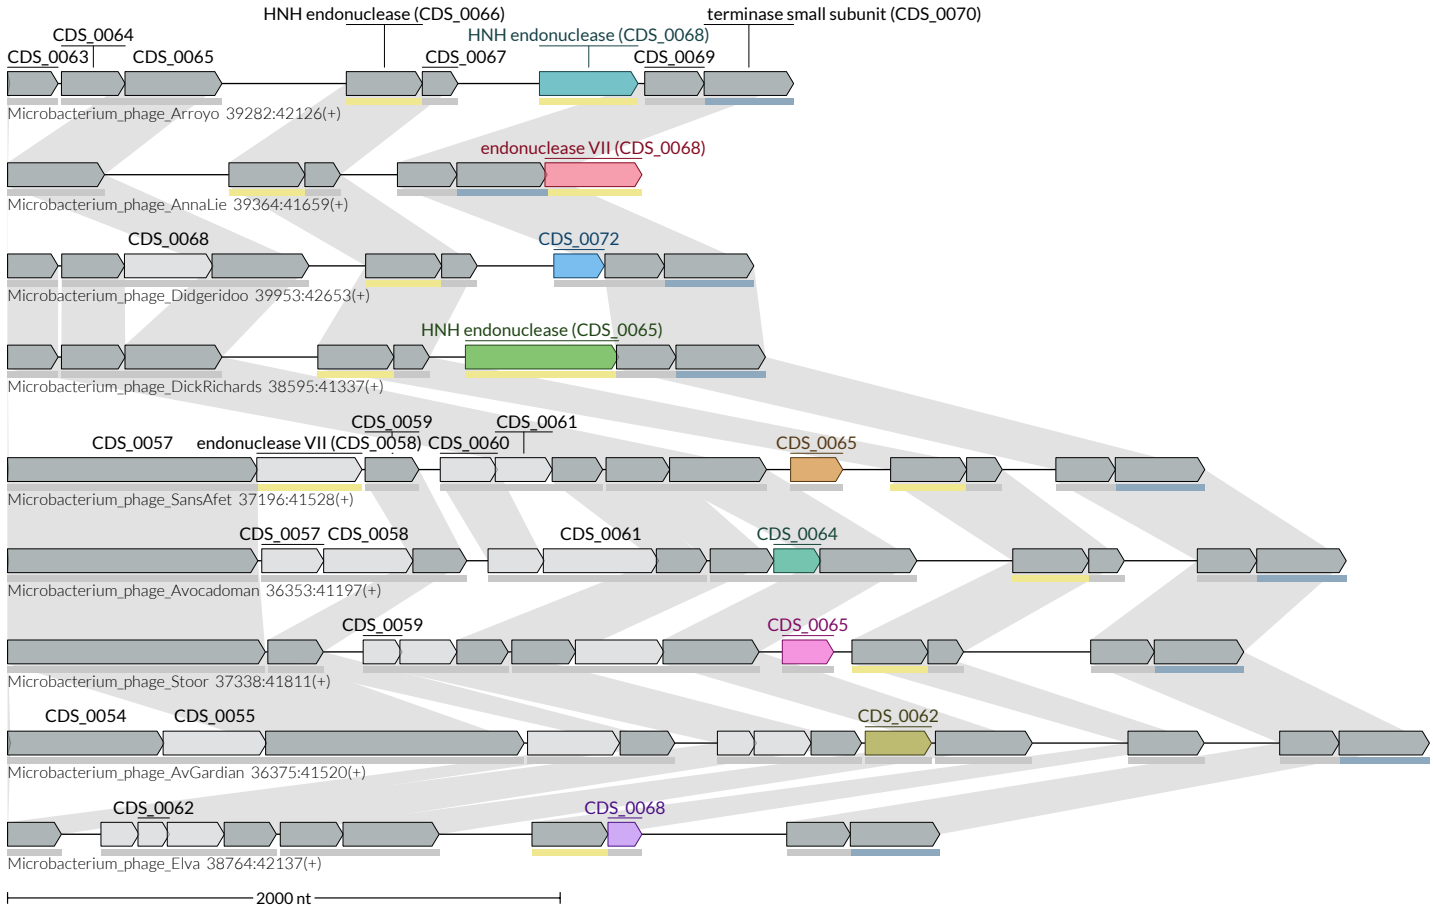 HNH endonuclease (CDS_0066)
terminase small subunit (CDS_0070)
CDS_0064
HNH endonuclease (CDS_0068)
CDS_0063
CDS_0065
CDS_0067
CDS_0069
Microbacterium_phage_Arroyo 39282:42126(+)
endonuclease VII (CDS_0068)
Microbacterium_phage_AnnaLie 39364:41659(+)
CDS_0068
CDS_0072
Microbacterium_phage_Didgeridoo 39953:42653(+)
HNH endonuclease (CDS_0065)
Microbacterium_phage_DickRichards 38595:41337(+)
CDS_0059
CDS_0061
CDS_0057
endonuclease VII (CDS_0058)
CDS_0060
CDS_0065
Microbacterium_phage_SansAfet 37196:41528(+)
CDS_0057
CDS_0058
CDS_0061
CDS_0064
Microbacterium_phage_Avocadoman 36353:41197(+)
CDS_0059
CDS_0065
Microbacterium_phage_Stoor 37338:41811(+)
CDS_0054
CDS_0055
CDS_0062
Microbacterium_phage_AvGardian 36375:41520(+)
CDS_0062
CDS_0068
Microbacterium_phage_Elva 38764:42137(+)
2000 nt